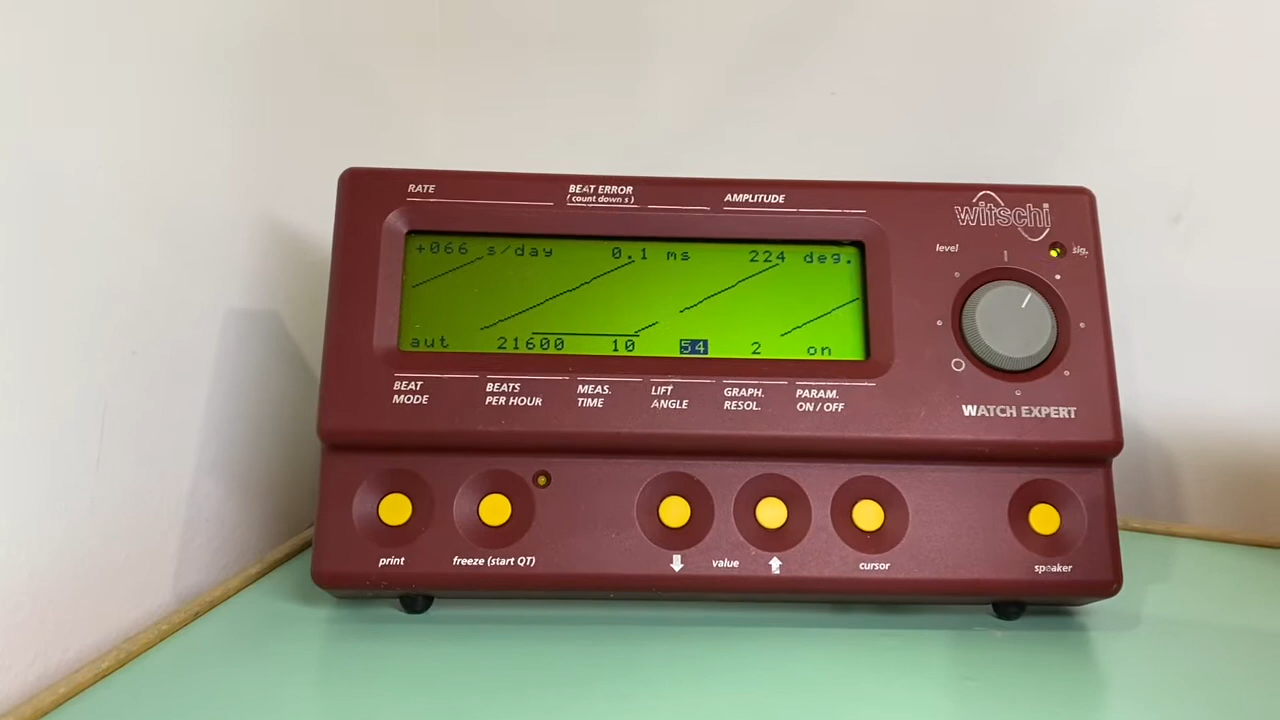 RATE BEAT ERROR AMPLITUDE
(count down s)
witschi
level sig.
+066 s/day 0.1 ms 224 deg.
aut 21600 10 54 2 on
BEAT MODE
BEATS PER HOUR
MEAS. TIME
LIFT ANGLE
GRAPH. RESOL.
PARAM. ON / OFF
WATCH EXPERT
print freeze (start QT) value cursor speaker